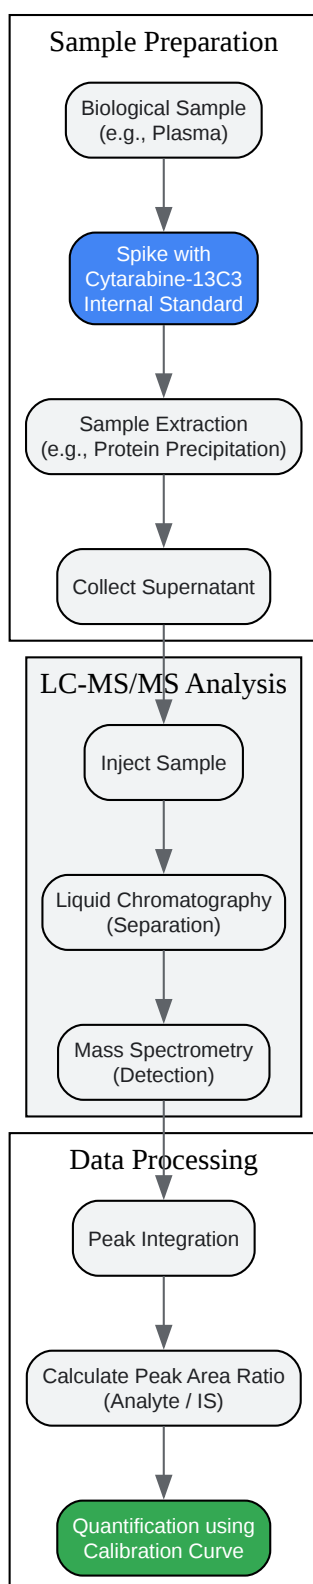 Sample Preparation
Biological Sample
(e.g., Plasma)
Spike with
Cytarabine-13C3
Internal Standard
Sample Extraction
(e.g., Protein Precipitation)
Collect Supernatant
LC-MS/MS Analysis
Inject Sample
Liquid Chromatography
(Separation)
Mass Spectrometry
(Detection)
Data Processing
Peak Integration
Calculate Peak Area Ratio
(Analyte / IS)
Quantification using
Calibration Curve